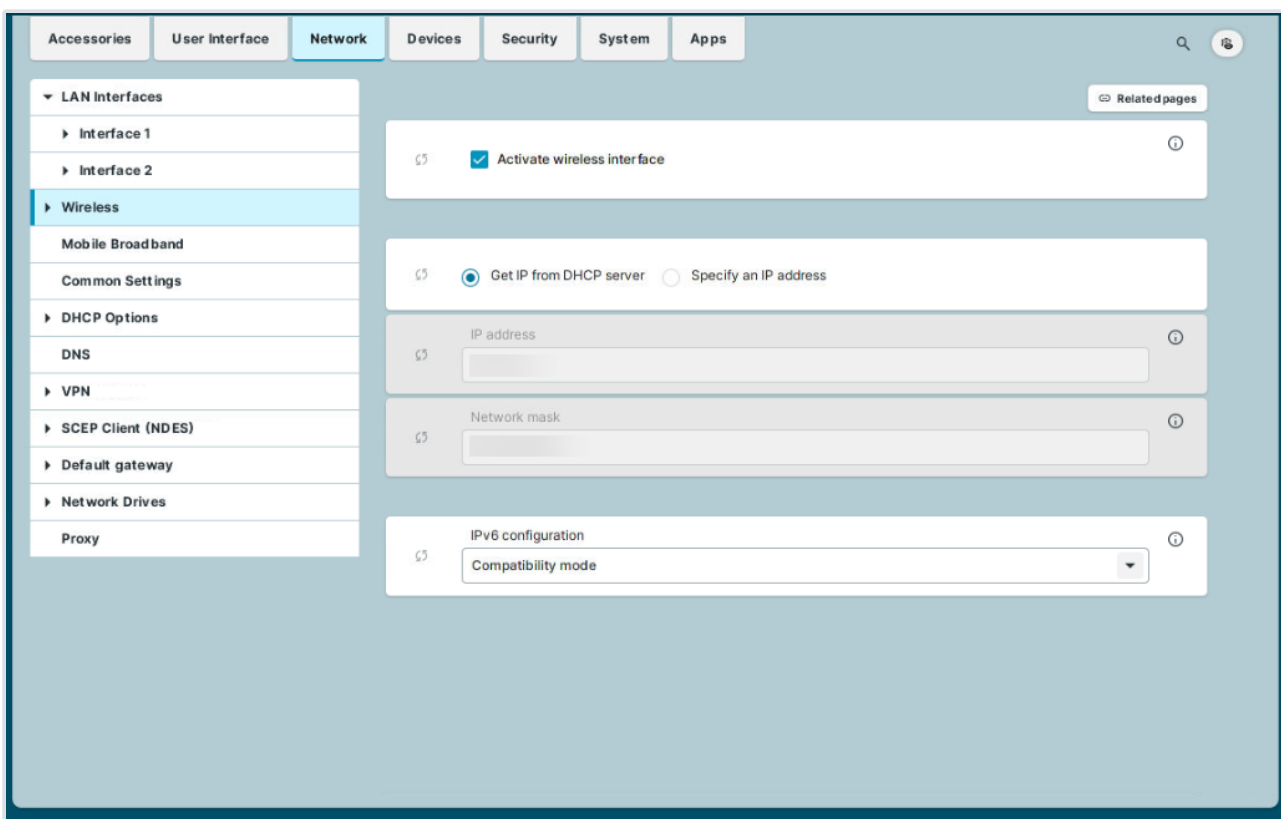 Accessories User Interface Network Devices Security System Apps
LAN Interfaces
Interface 1
Interface 2
Wireless
Mobile Broadband
Common Settings
DHCP Options
DNS
VPN
SCEP Client (NDES)
Default gateway
Network Drives
Proxy
Related pages
Activate wireless interface
Get IP from DHCP server Specify an IP address
IP address
Network mask
IPv6 configuration
Compatibility mode